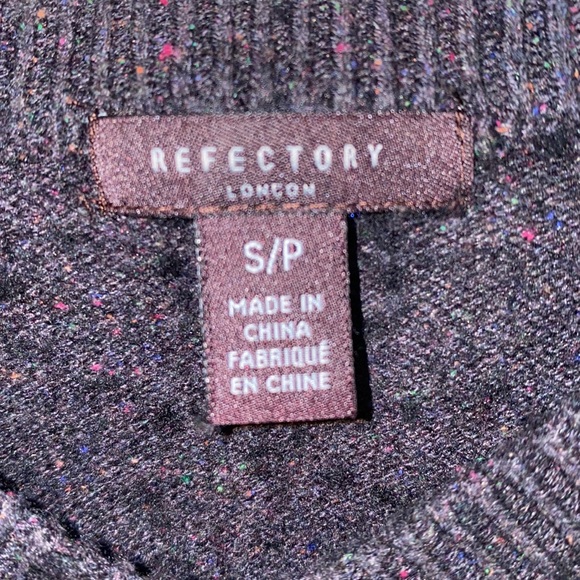 REFECTORY
LONDON
S/P
MADE IN
CHINA
FABRIQUÉ
EN CHINE